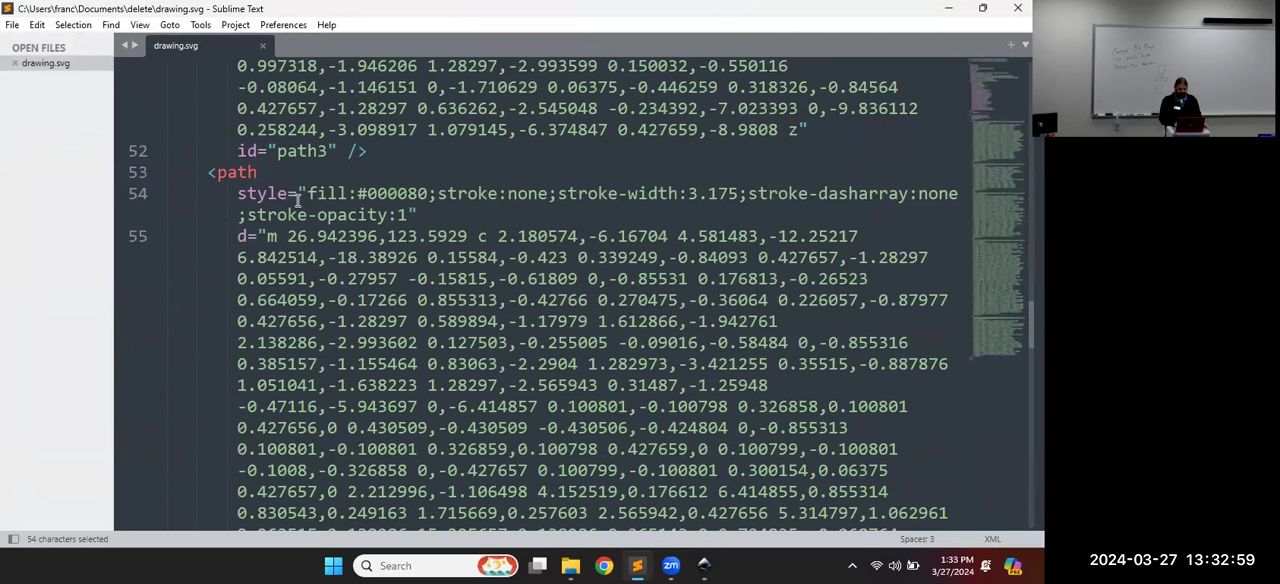 C:\Users\franc\Documents\delete\drawing.svg - Sublime Text
File Edit Selection Find View Goto Tools Project Preferences Help
OPEN FILES
drawing.svg
drawing.svg
0.997318,-1.946206 1.28297,-2.993599 0.150032,-0.550116
-0.08064,-1.146151 0,-1.710629 0.06375,-0.446259 0.318326,-0.84564
0.427657,-1.28297 0.636262,-2.545048 -0.234392,-7.023393 0,-9.836112
0.258244,-3.098917 1.079145,-6.374847 0.427659,-8.9808 z"
52 id="path3" />
53 <path
54 style="fill:#000080;stroke:none;stroke-width:3.175;stroke-dasharray:none
;stroke-opacity:1"
55 d="m 26.942396,123.5929 c 2.180574,-6.16704 4.581483,-12.25217
6.842514,-18.38926 0.15584,-0.423 0.339249,-0.84093 0.427657,-1.28297
0.05591,-0.27957 -0.15815,-0.61809 0,-0.85531 0.176813,-0.26523
0.664059,-0.17266 0.855313,-0.42766 0.270475,-0.36064 0.226057,-0.87977
0.427656,-1.28297 0.589894,-1.17979 1.612866,-1.942761
2.138286,-2.993602 0.127503,-0.255005 -0.09016,-0.58484 0,-0.855316
0.385157,-1.155464 0.83063,-2.2904 1.282973,-3.421255 0.35515,-0.887876
1.051041,-1.638223 1.28297,-2.565943 0.31487,-1.25948
-0.47116,-5.943697 0,-6.414857 0.100801,-0.100798 0.326858,0.100801
0.427656,0 0.430509,-0.430509 -0.430506,-0.424804 0,-0.855313
0.100801,-0.100801 0.326859,0.100798 0.427659,0 0.100799,-0.100801
-0.1008,-0.326858 0,-0.427657 0.100799,-0.100801 0.300154,0.06375
0.427657,0 2.212996,-1.106498 4.152519,0.176612 6.414855,0.855314
0.830543,0.249163 1.715669,0.257603 2.565942,0.427656 5.314797,1.062961
54 characters selected
Spaces: 3
XML
Search
zm
1:33 PM
3/27/2024
2024-03-27 13:32:59